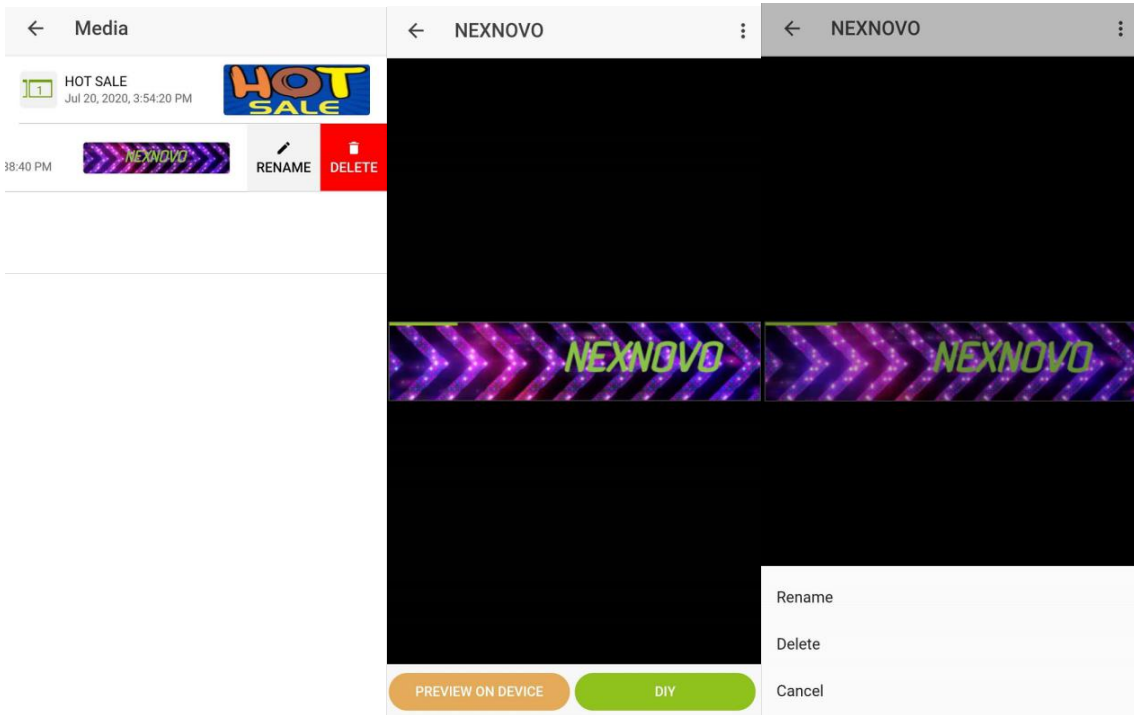 Media
1
HOT SALE
Jul 20, 2020, 3:54:20 PM
HOT
SALE
38:40 PM
NEXNOVO
RENAME
DELETE
NEXNOVO
NEXNOVO
PREVIEW ON DEVICE
DIY
NEXNOVO
NEXNOVO
Rename
Delete
Cancel